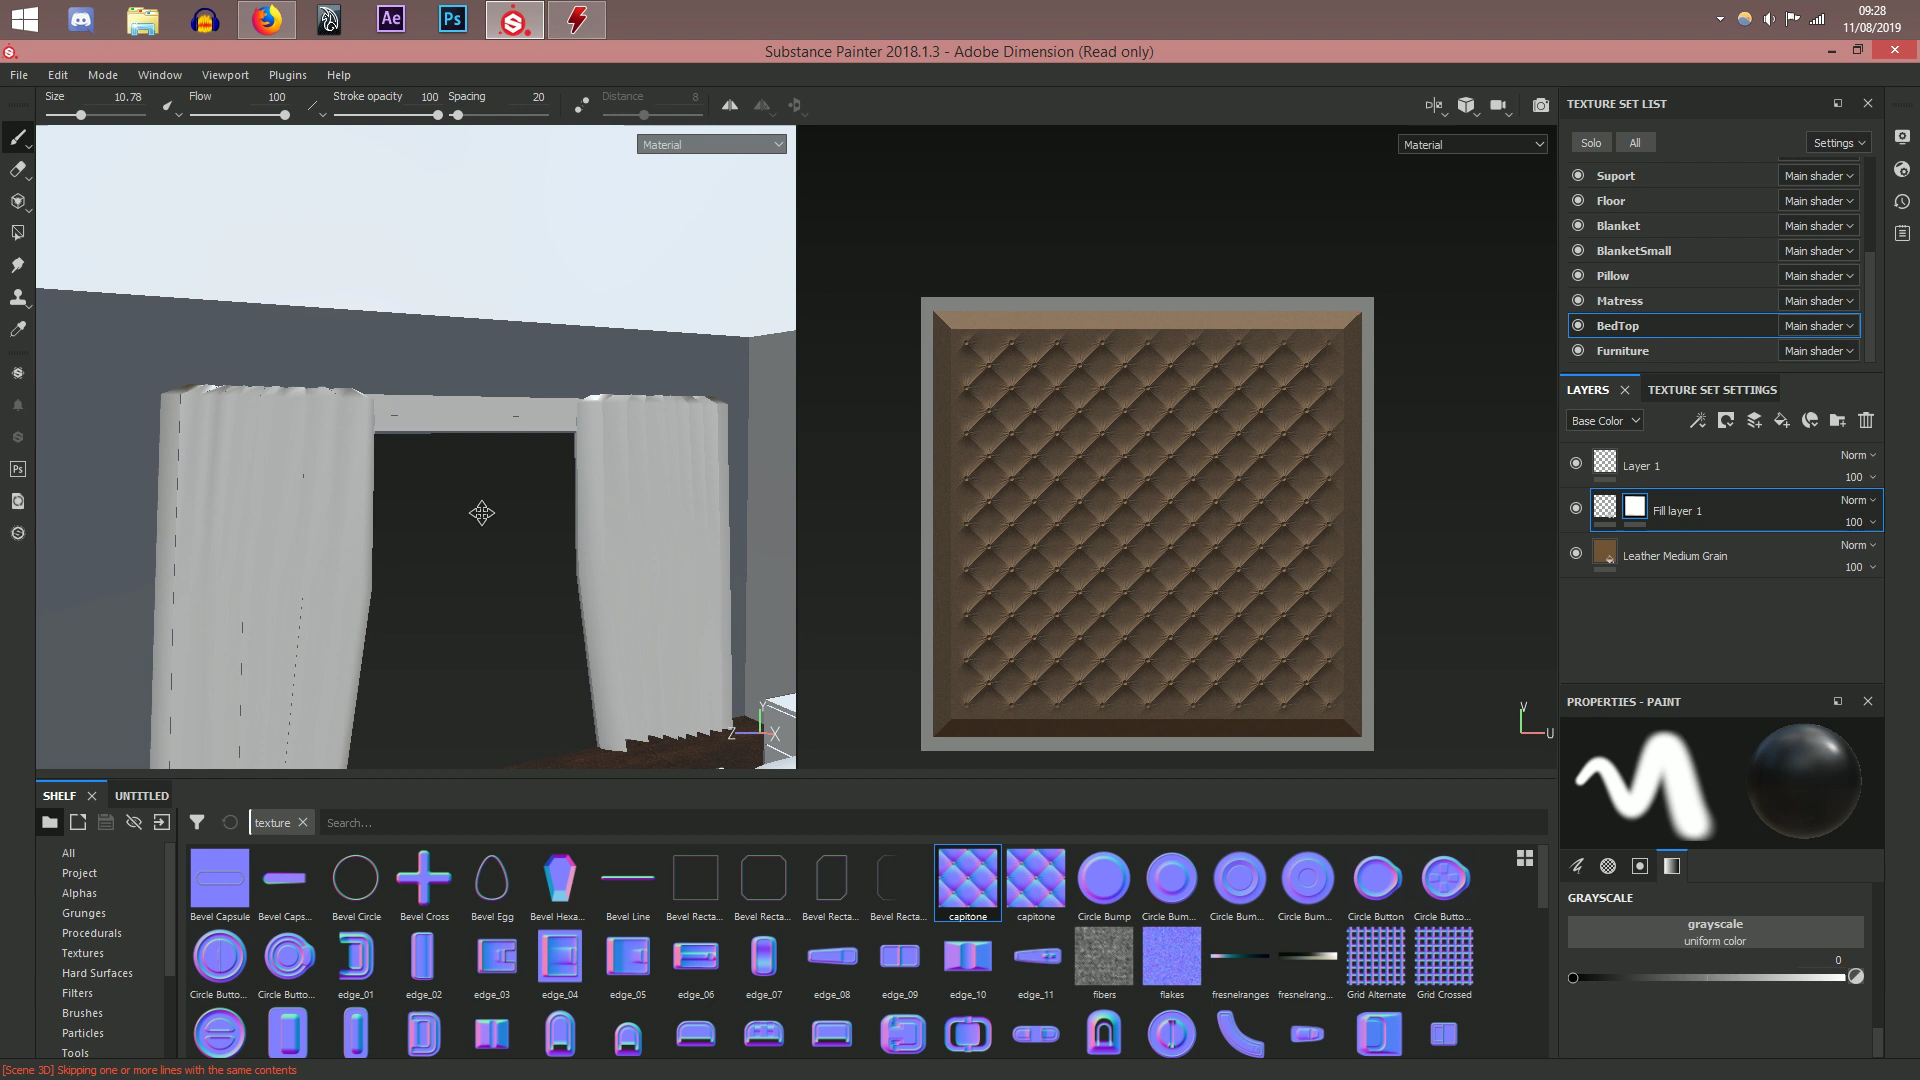 Ae
Ps
09:28
11/08/2019
Substance Painter 2018.1.3 - Adobe Dimension (Read only)
File Edit Mode Window Viewport Plugins Help
Size 10.78 Flow 100 Stroke opacity 100 Spacing 20 Distance 8
Material
Material
Z Y X
V U
TEXTURE SET LIST
Solo All Settings
Suport Main shader
Floor Main shader
Blanket Main shader
BlanketSmall Main shader
Pillow Main shader
Matress Main shader
BedTop Main shader
Furniture Main shader
LAYERS TEXTURE SET SETTINGS
Base Color
Layer 1 Norm
100
Fill layer 1 Norm
100
Leather Medium Grain Norm
100
PROPERTIES - PAINT
GRAYSCALE
grayscale
uniform color
0
Ps
SHELF UNTITLED
texture Search...
All
Project
Alphas
Grunges
Procedurals
Textures
Hard Surfaces
Filters
Brushes
Particles
Tools
Bevel Capsule Bevel Caps... Bevel Circle Bevel Cross Bevel Egg Bevel Hexa... Bevel Line Bevel Recta... Bevel Recta... Bevel Recta... Bevel Recta... capitone capitone Circle Bump Circle Bum... Circle Bum... Circle Bum... Circle Button Circle Butto...
Circle Butto... Circle Butto... edge_01 edge_02 edge_03 edge_04 edge_05 edge_06 edge_07 edge_08 edge_09 edge_10 edge_11 fibers flakes fresnelranges fresnelrang... Grid Alternate Grid Crossed
[Scene 3D] Skipping one or more lines with the same contents